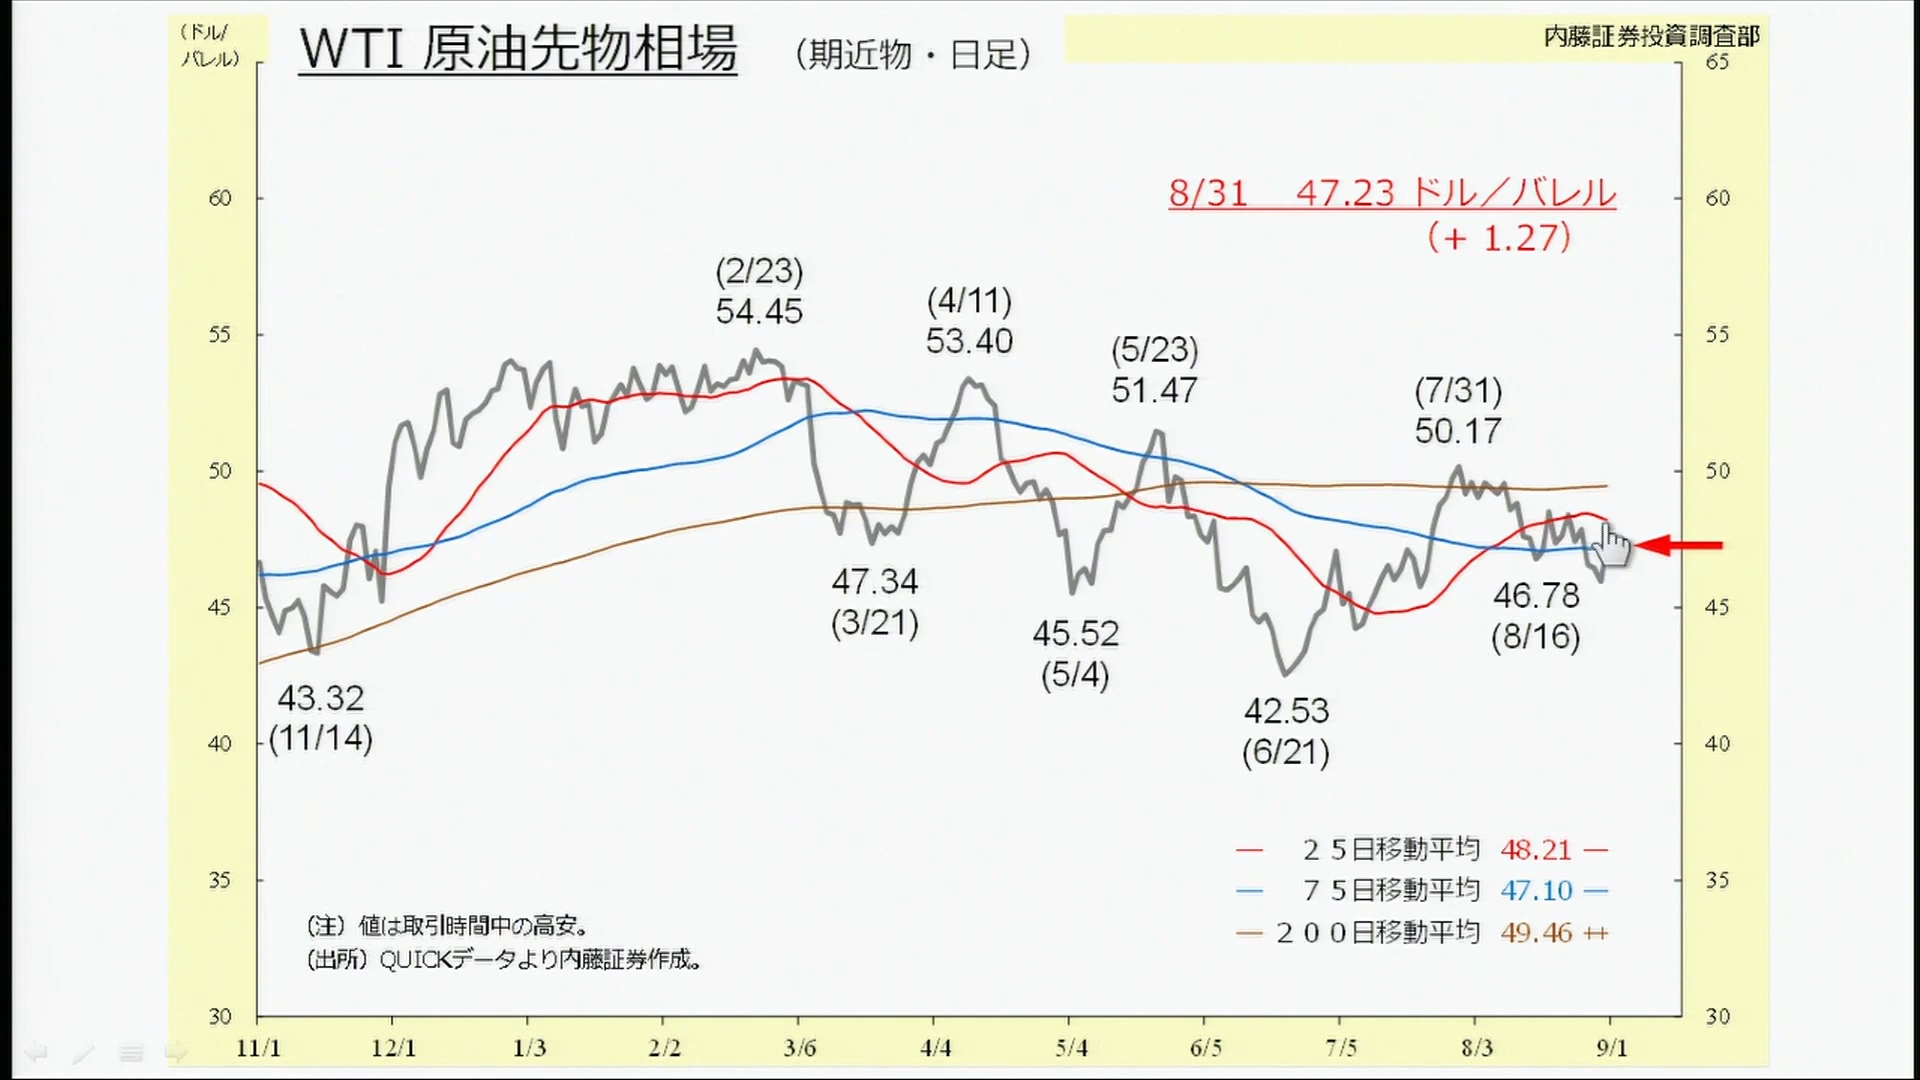 （ドル/
バレル）
WTI 原油先物相場 （期近物・日足）
内藤証券投資調査部
65
60 60
8/31 47.23 ドル／バレル
（+ 1.27）
(2/23)
54.45
(4/11)
53.40
55 55
(5/23)
51.47
(7/31)
50.17
50 50
47.34
(3/21)
46.78
(8/16)
45 45
45.52
(5/4)
43.32
(11/14)
42.53
(6/21)
40 40
２５日移動平均 48.21 ―
７５日移動平均 47.10 ―
35 35
２００日移動平均 49.46 ++
（注）値は取引時間中の高安。
（出所）QUICKデータより内藤証券作成。
30 30
11/1 12/1 1/3 2/2 3/6 4/4 5/4 6/5 7/5 8/3 9/1